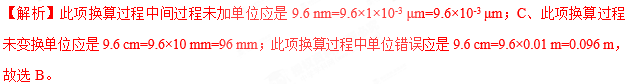 【解析】此项换算过程中间过程未加单位应是 9.6 nm=9.6×1×10⁻³ μm=9.6×10⁻³ μm；C、此项换算过程
未变换单位应是 9.6 cm=9.6×10 mm=96 mm；此项换算过程中单位错误应是 9.6 cm=9.6×0.01 m=0.096 m，
故选 B。